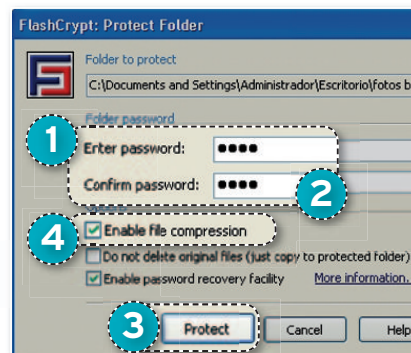 FlashCrypt: Protect Folder
Folder to protect
C:\Documents and Settings\Administrador\Escritorio\fotos b
Folder password
1
Enter password:
Confirm password:
2
4
Enable file compression
Do not delete original files (just copy to protected folder)
Enable password recovery facility More information.
3
Protect Cancel Help